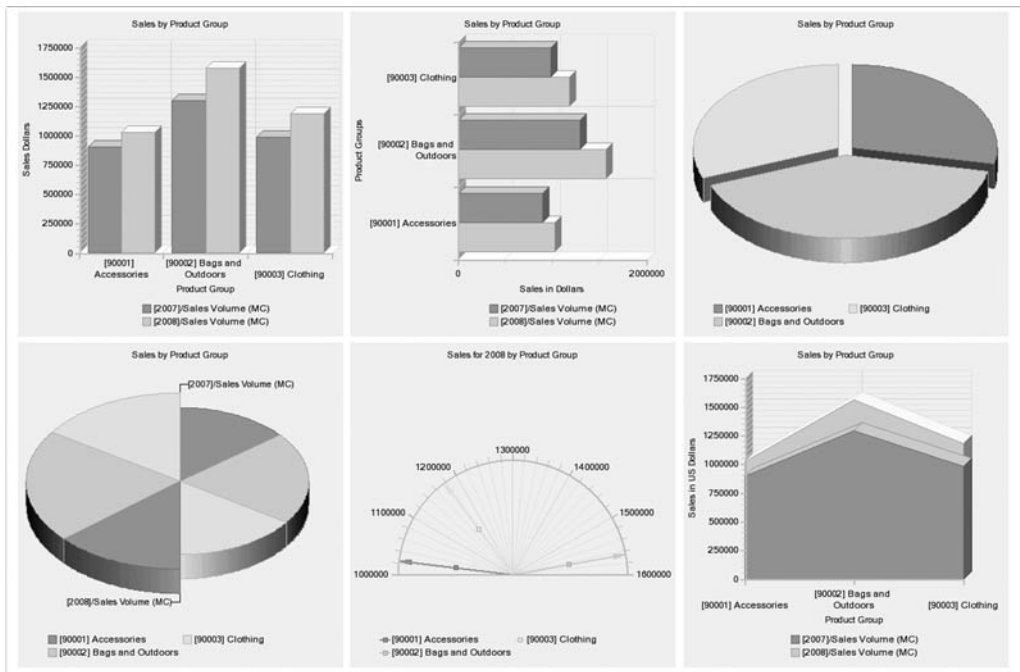 Sales by Product Group
1750000
1500000
1250000
1000000
750000
500000
250000
0
Sales Dollars
[90001] Accessories
[90002] Bags and Outdoors
[90003] Clothing
Product Group
[2007]/Sales Volume (MC)
[2008]/Sales Volume (MC)
Sales by Product Group
Product Groups
[90003] Clothing
[90002] Bags and Outdoors
[90001] Accessories
0
2000000
Sales in Dollars
[2007]/Sales Volume (MC)
[2008]/Sales Volume (MC)
Sales by Product Group
[90001] Accessories
[90003] Clothing
[90002] Bags and Outdoors
Sales by Product Group
[2007]/Sales Volume (MC)
[2008]/Sales Volume (MC)
[90001] Accessories
[90003] Clothing
[90002] Bags and Outdoors
Sales for 2008 by Product Group
1000000
1100000
1200000
1300000
1400000
1500000
1600000
[90001] Accessories
[90003] Clothing
[90002] Bags and Outdoors
Sales by Product Group
1750000
1500000
1250000
1000000
750000
500000
250000
0
Sales in US Dollars
[90001] Accessories
[90002] Bags and Outdoors
[90003] Clothing
Product Group
[2007]/Sales Volume (MC)
[2008]/Sales Volume (MC)